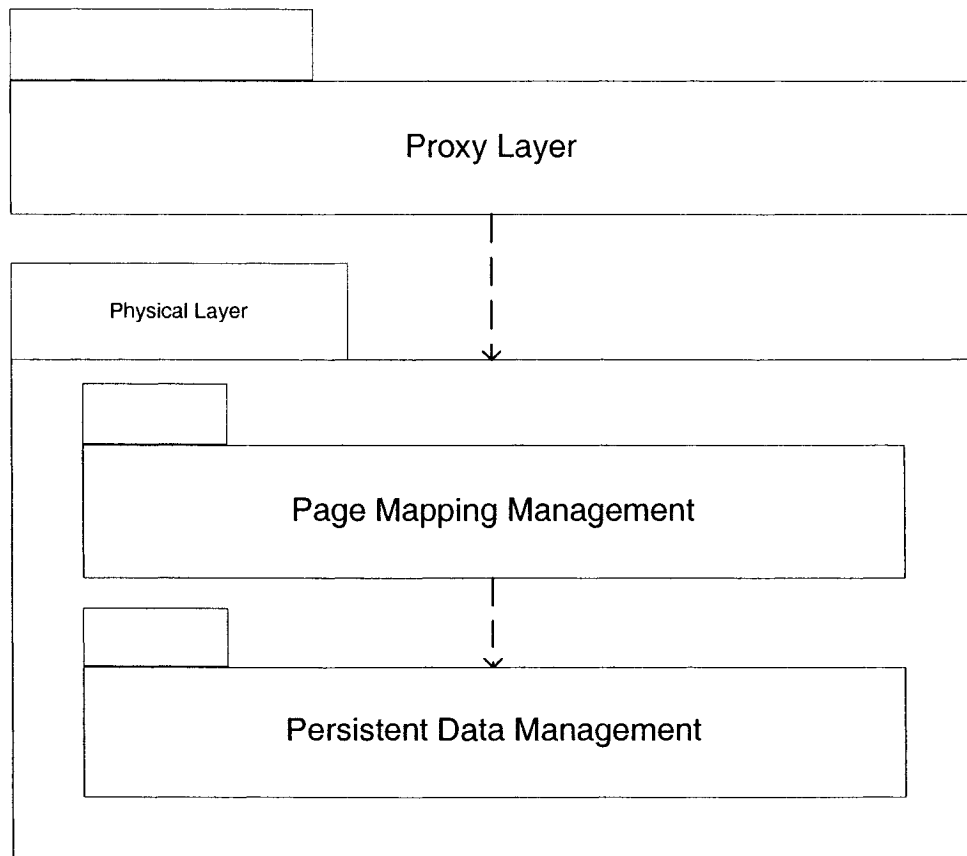 Proxy Layer
Physical Layer
Page Mapping Management
Persistent Data Management